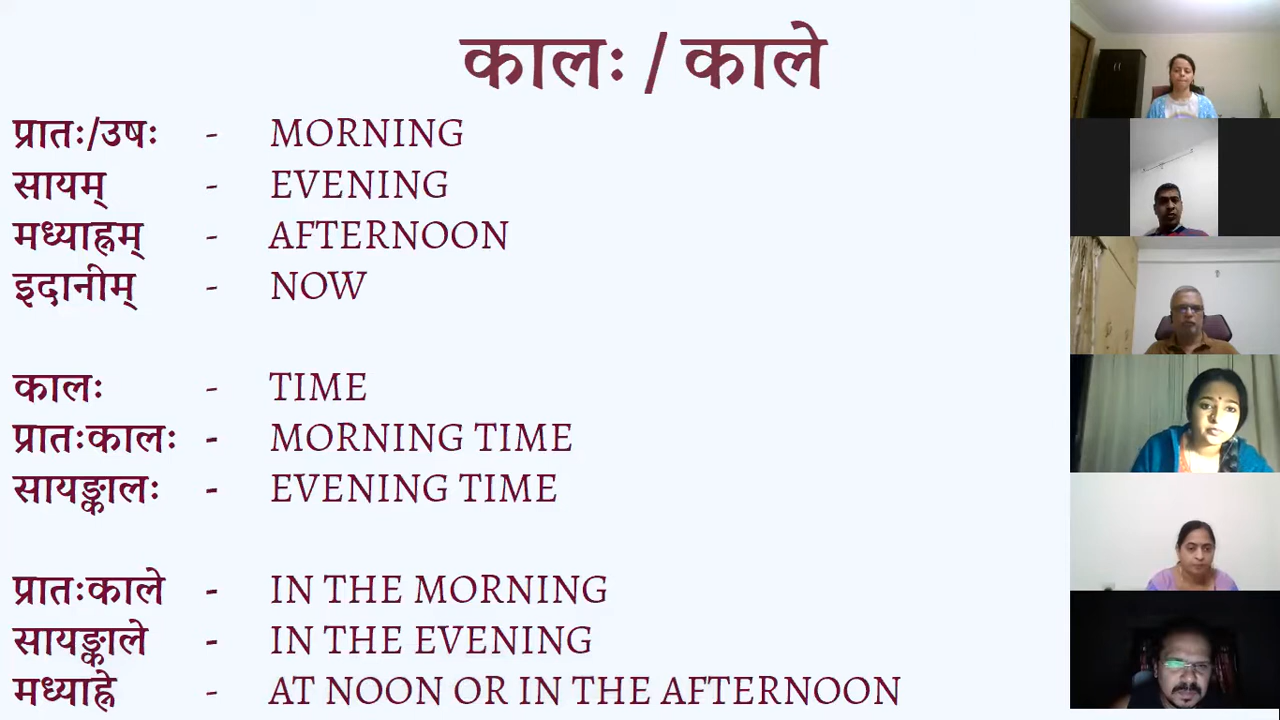 कालः / काले
प्रातः/उषः - MORNING
सायम् - EVENING
मध्याह्नम् - AFTERNOON
इदानीम् - NOW
कालः - TIME
प्रातःकालः - MORNING TIME
सायङ्कालः - EVENING TIME
प्रातःकाले - IN THE MORNING
सायङ्काले - IN THE EVENING
मध्याह्ने - AT NOON OR IN THE AFTERNOON